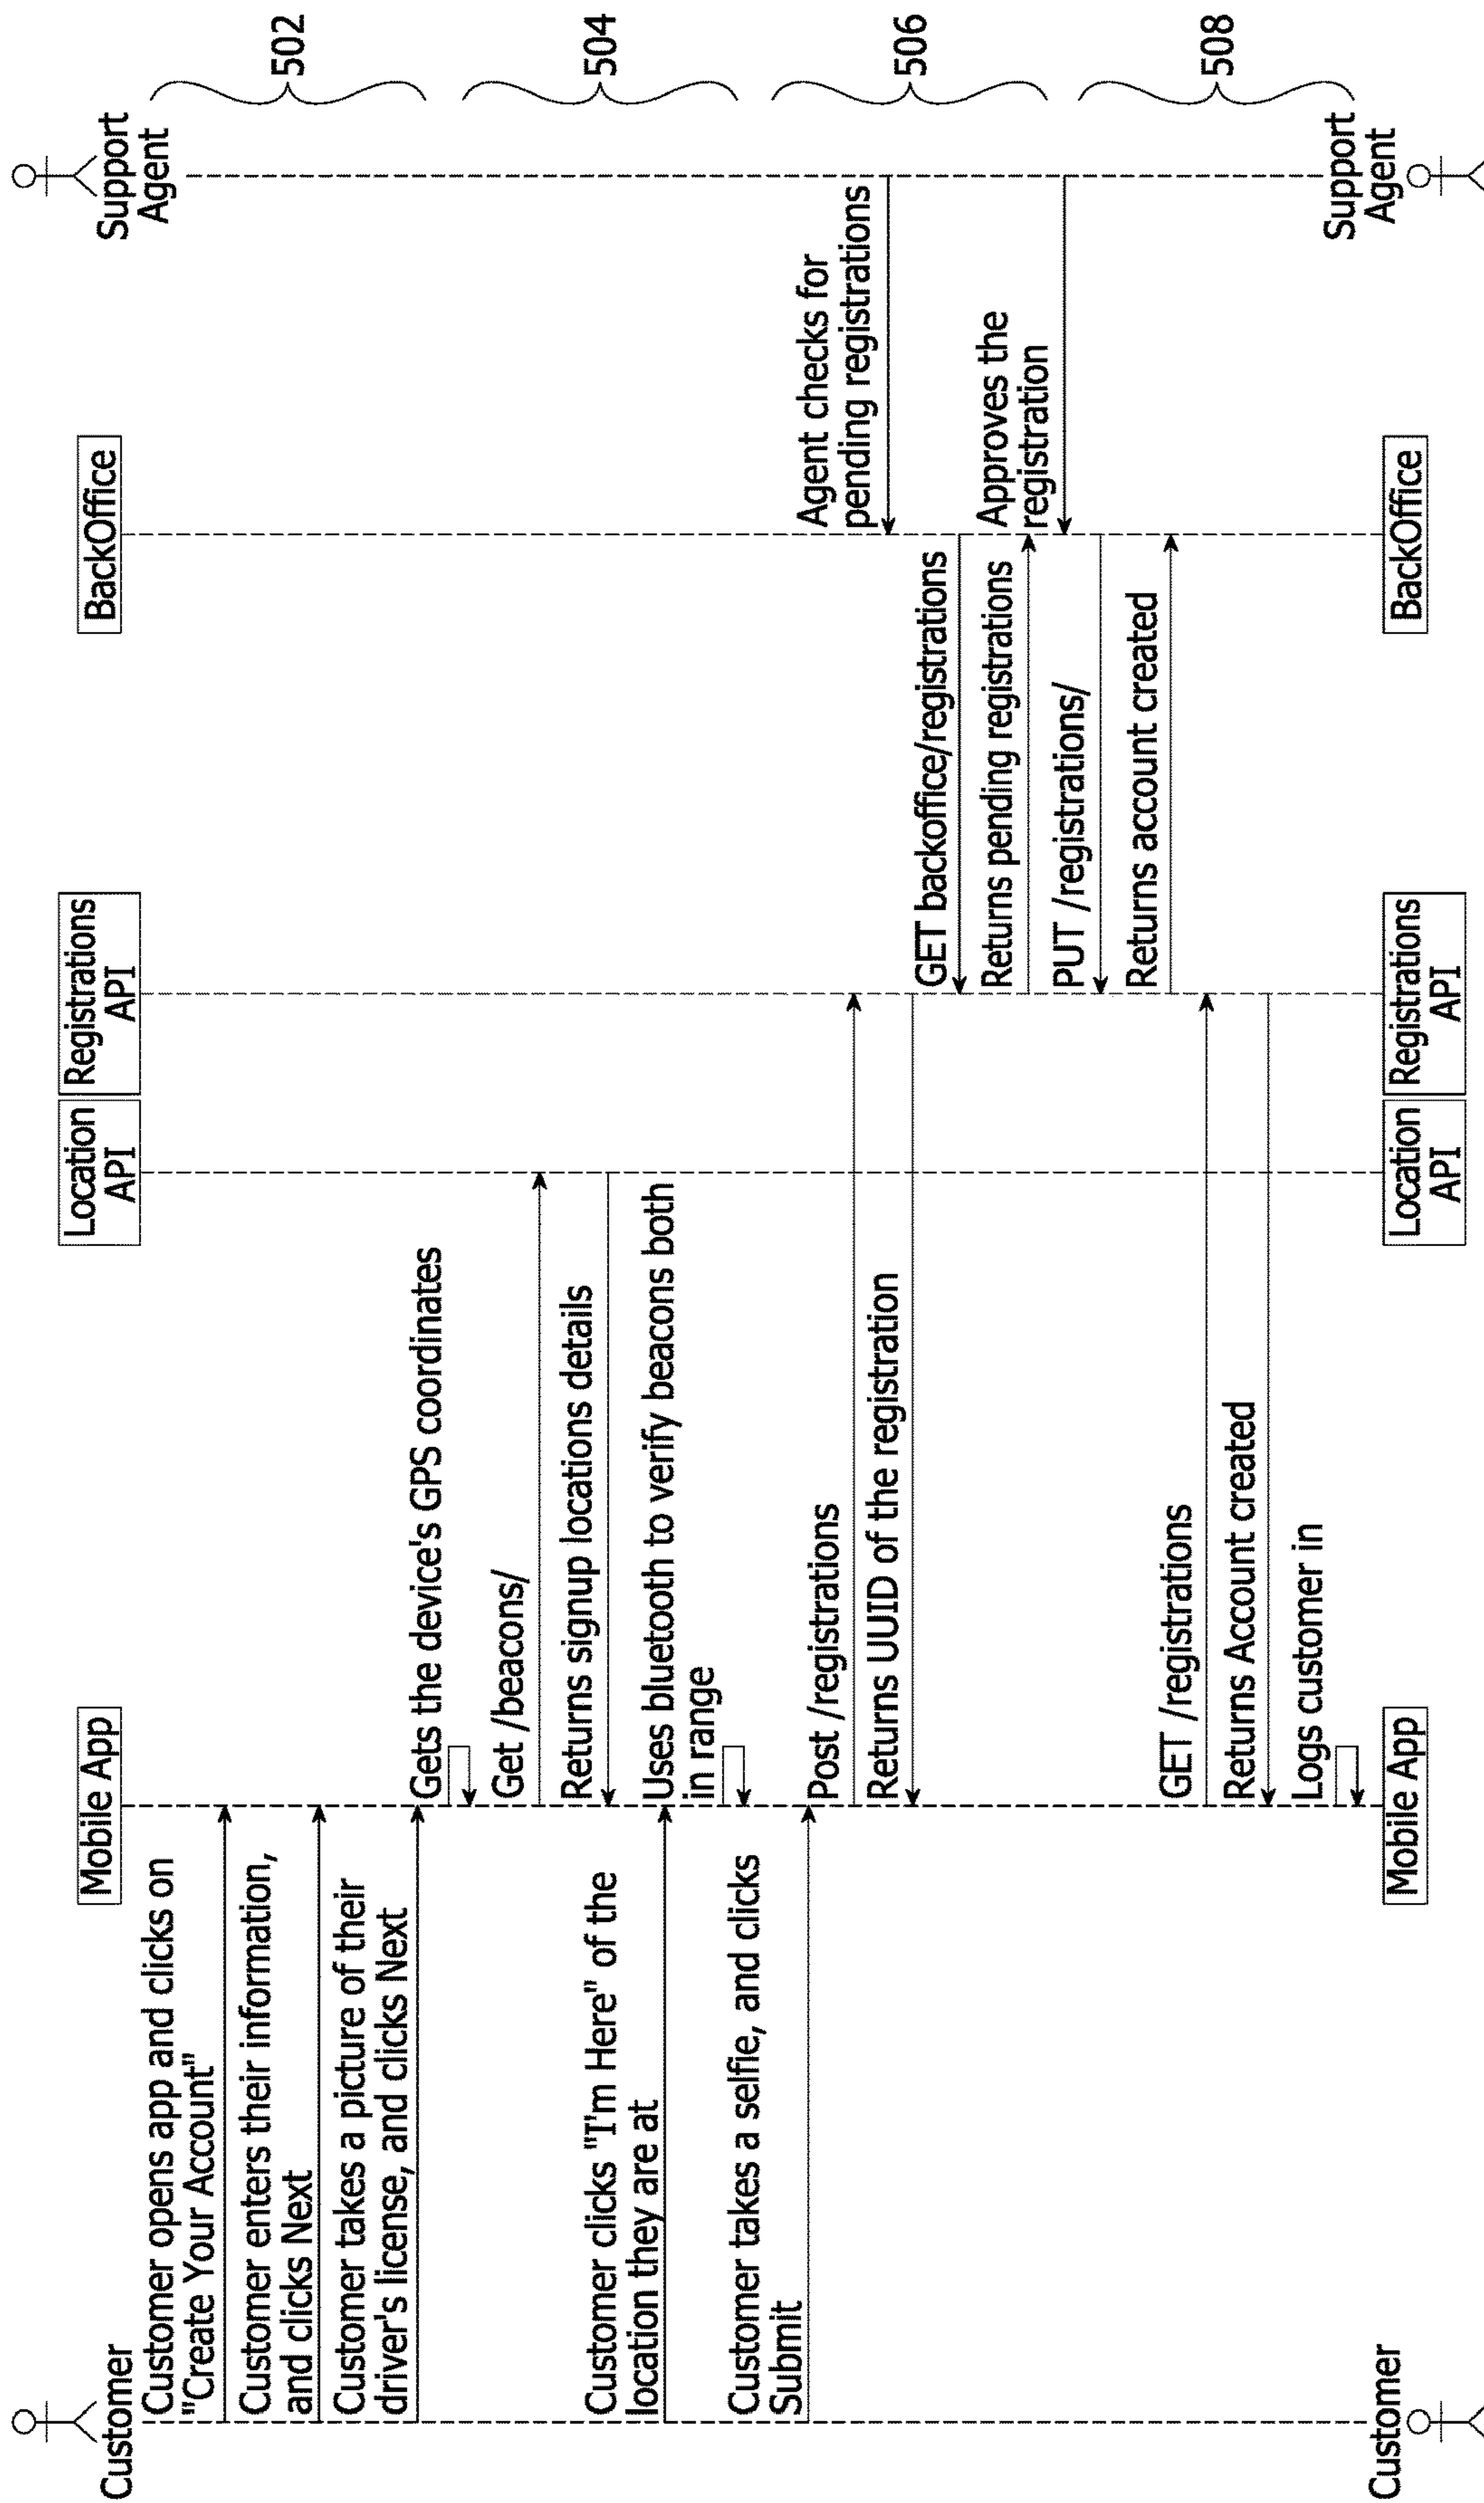 Customer
Mobile App
Location
API
Registrations
API
BackOffice
Support
Agent
Customer opens app and clicks on
"Create Your Account"
Customer enters their information,
and clicks Next
Customer takes a picture of their
driver's license, and clicks Next
502
Gets the device's GPS coordinates
Get /beacons/
Returns signup locations details
Customer clicks "I'm Here" of the
location they are at
Uses bluetooth to verify beacons both
in range
504
Customer takes a selfie, and clicks
Submit
Post /registrations
Returns UUID of the registration
Agent checks for
pending registrations
GET backoffice/registrations
Returns pending registrations
Approves the
registration
506
PUT /registrations/
Returns account created
GET /registrations
Returns Account created
Logs customer in
508
Customer
Mobile App
Location
API
Registrations
API
BackOffice
Support
Agent